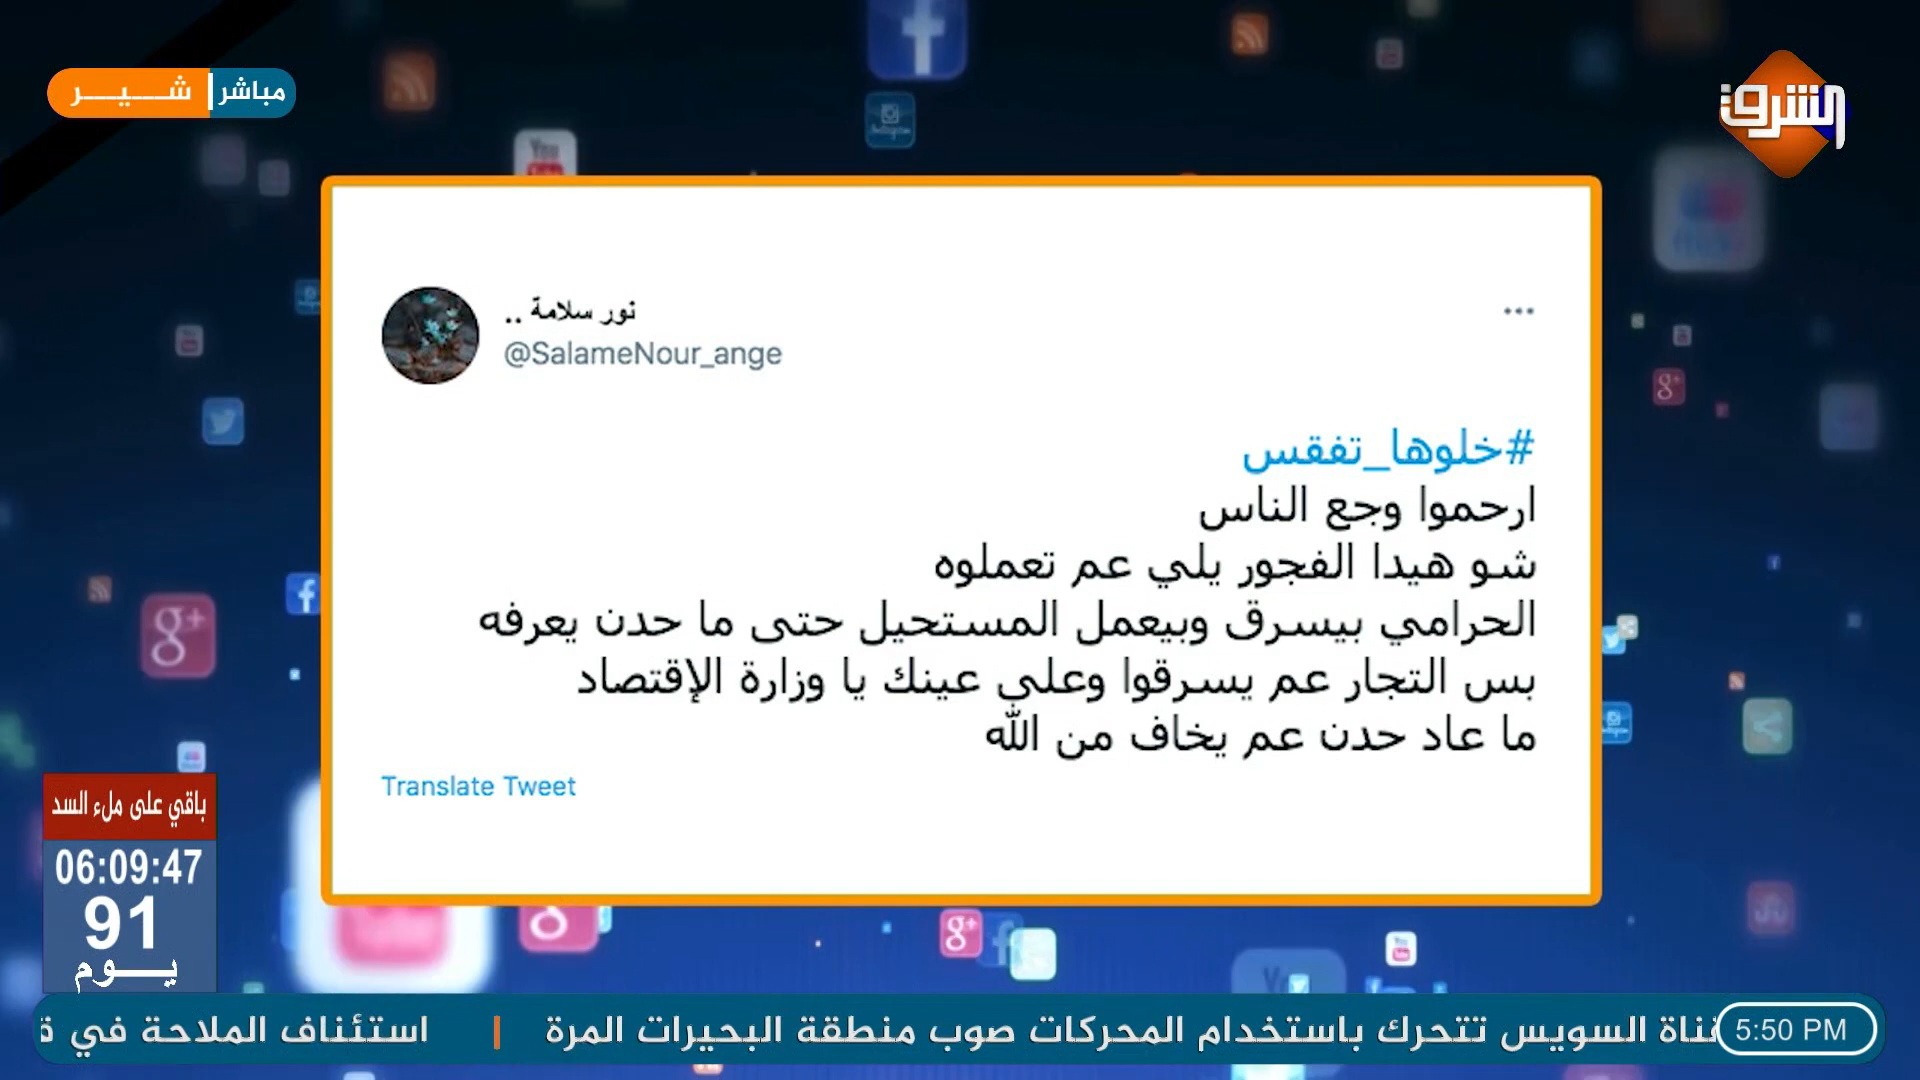 مباشر
شـــيـــر
الشرق
نور سلامة ..
@SalameNour_ange
#خلوها_تفقس
ارحموا وجع الناس
شو هيدا الفجور يلي عم تعملوه
الحرامي بيسرق وبيعمل المستحيل حتى ما حدن يعرفه
بس التجار عم يسرقوا وعلى عينك يا وزارة الإقتصاد
ما عاد حدن عم يخاف من الله
Translate Tweet
باقي على ملء السد
06:09:47
91
يـــوم
قناة السويس تتحرك باستخدام المحركات صوب منطقة البحيرات المرة | استئناف الملاحة في
5:50 PM